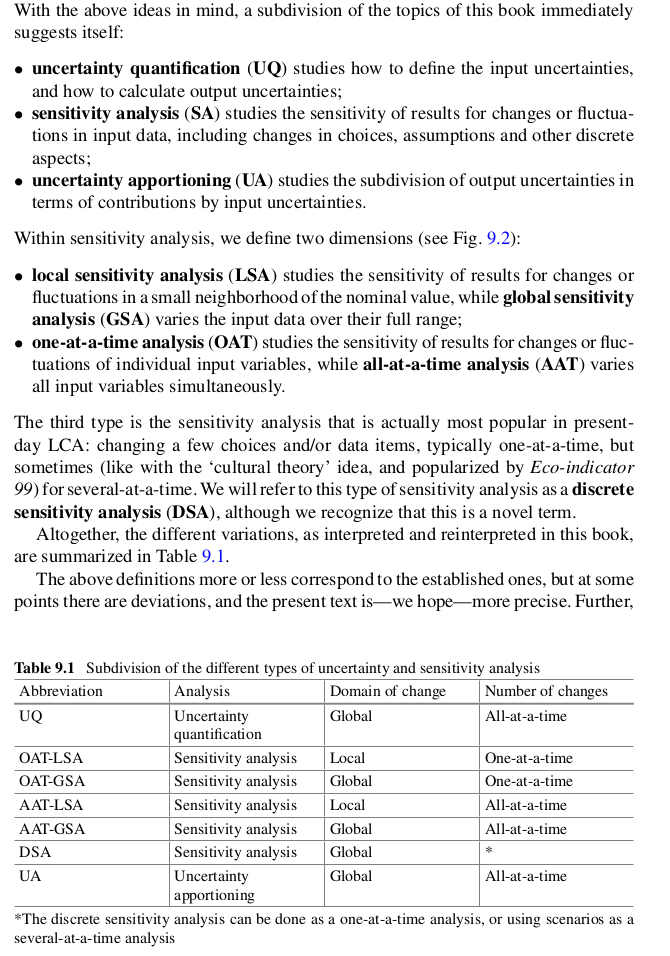 With the above ideas in mind, a subdivision of the topics of this book immediately
suggests itself:
● uncertainty quantification (UQ) studies how to define the input uncertainties,
and how to calculate output uncertainties;
● sensitivity analysis (SA) studies the sensitivity of results for changes or fluctua-
tions in input data, including changes in choices, assumptions and other discrete
aspects;
● uncertainty apportioning (UA) studies the subdivision of output uncertainties in
terms of contributions by input uncertainties.
Within sensitivity analysis, we define two dimensions (see Fig. 9.2):
● local sensitivity analysis (LSA) studies the sensitivity of results for changes or
fluctuations in a small neighborhood of the nominal value, while global sensitivity
analysis (GSA) varies the input data over their full range;
● one-at-a-time analysis (OAT) studies the sensitivity of results for changes or fluc-
tuations of individual input variables, while all-at-a-time analysis (AAT) varies
all input variables simultaneously.
The third type is the sensitivity analysis that is actually most popular in present-
day LCA: changing a few choices and/or data items, typically one-at-a-time, but
sometimes (like with the ‘cultural theory’ idea, and popularized by Eco-indicator
99) for several-at-a-time. We will refer to this type of sensitivity analysis as a discrete
sensitivity analysis (DSA), although we recognize that this is a novel term.
Altogether, the different variations, as interpreted and reinterpreted in this book,
are summarized in Table 9.1.
The above definitions more or less correspond to the established ones, but at some
points there are deviations, and the present text is—we hope—more precise. Further,
Table 9.1 Subdivision of the different types of uncertainty and sensitivity analysis
Abbreviation Analysis Domain of change Number of changes
UQ Uncertainty Global All-at-a-time
quantification
OAT-LSA Sensitivity analysis Local One-at-a-time
OAT-GSA Sensitivity analysis Global One-at-a-time
AAT-LSA Sensitivity analysis Local All-at-a-time
AAT-GSA Sensitivity analysis Global All-at-a-time
DSA Sensitivity analysis Global *
UA Uncertainty Global All-at-a-time
apportioning
*The discrete sensitivity analysis can be done as a one-at-a-time analysis, or using scenarios as a
several-at-a-time analysis